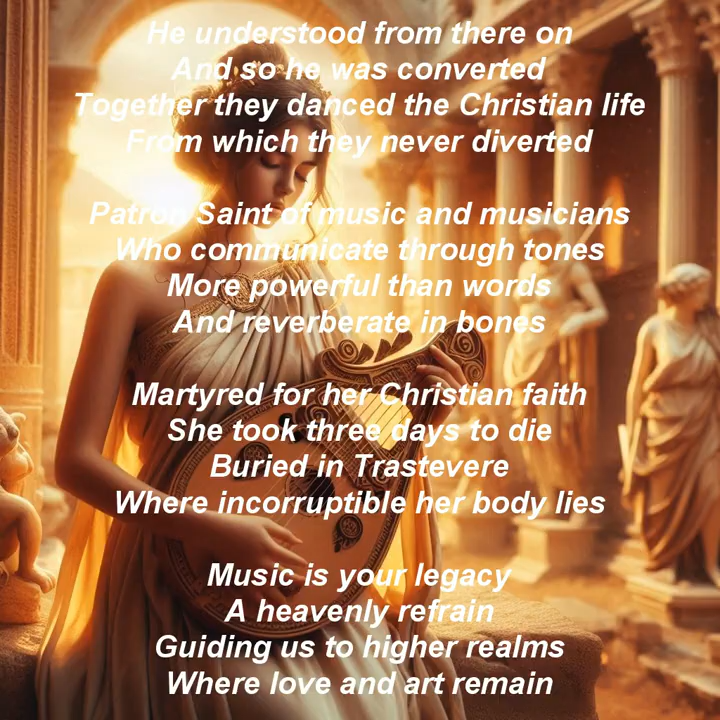 He understood from there on
And so he was converted
Together they danced the Christian life
From which they never diverted
Patron Saint of music and musicians
Who communicate through tones
More powerful than words
And reverberate in bones
Martyred for her Christian faith
She took three days to die
Buried in Trastevere
Where incorruptible her body lies
Music is your legacy
A heavenly refrain
Guiding us to higher realms
Where love and art remain